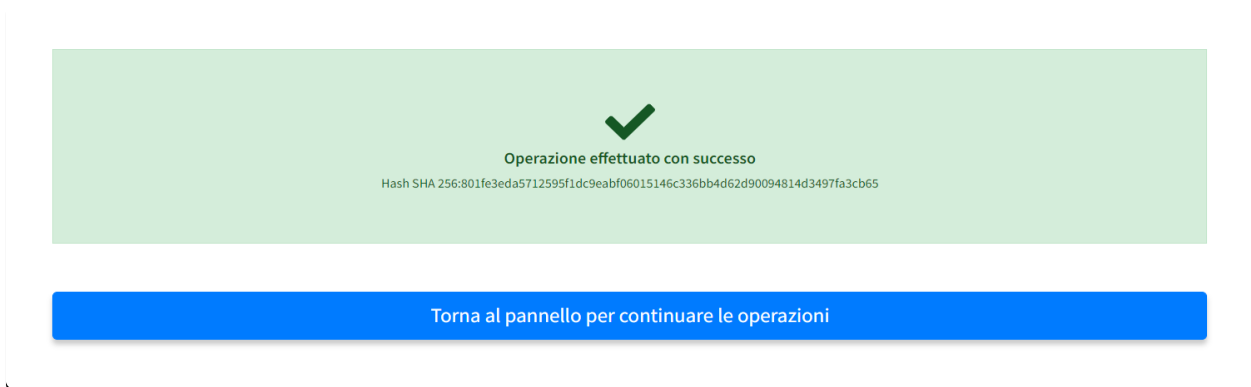 Operazione effettuato con successo
Hash SHA 256:801fe3eda5712595f1dc9eabf06015146c336bb4d62d90094814d3497fa3cb65
Torna al pannello per continuare le operazioni